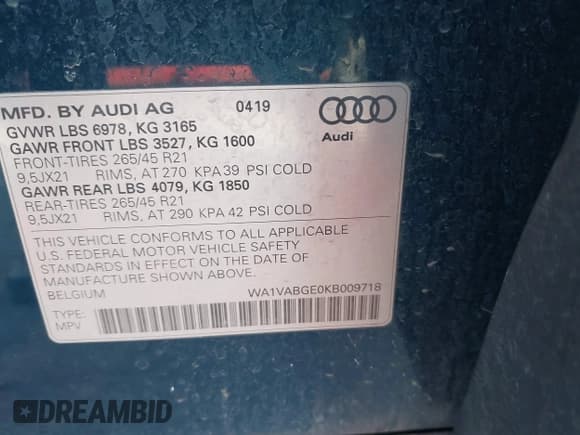 MFD. BY AUDI AG 0419
GVWR LBS 6978, KG 3165
GAWR FRONT LBS 3527, KG 1600
FRONT-TIRES 265/45 R21
9,5JX21 RIMS, AT 270 KPA 39 PSI COLD
GAWR REAR LBS 4079, KG 1850
REAR-TIRES 265/45 R21
9,5JX21 RIMS, AT 290 KPA 42 PSI COLD
Audi
THIS VEHICLE CONFORMS TO ALL APPLICABLE
U.S. FEDERAL MOTOR VEHICLE SAFETY
STANDARDS IN EFFECT ON THE DATE OF
MANUFACTURE SHOWN ABOVE.
BELGIUM WA1VABGE0KB009718
TYPE:
MPV
DREAMBID